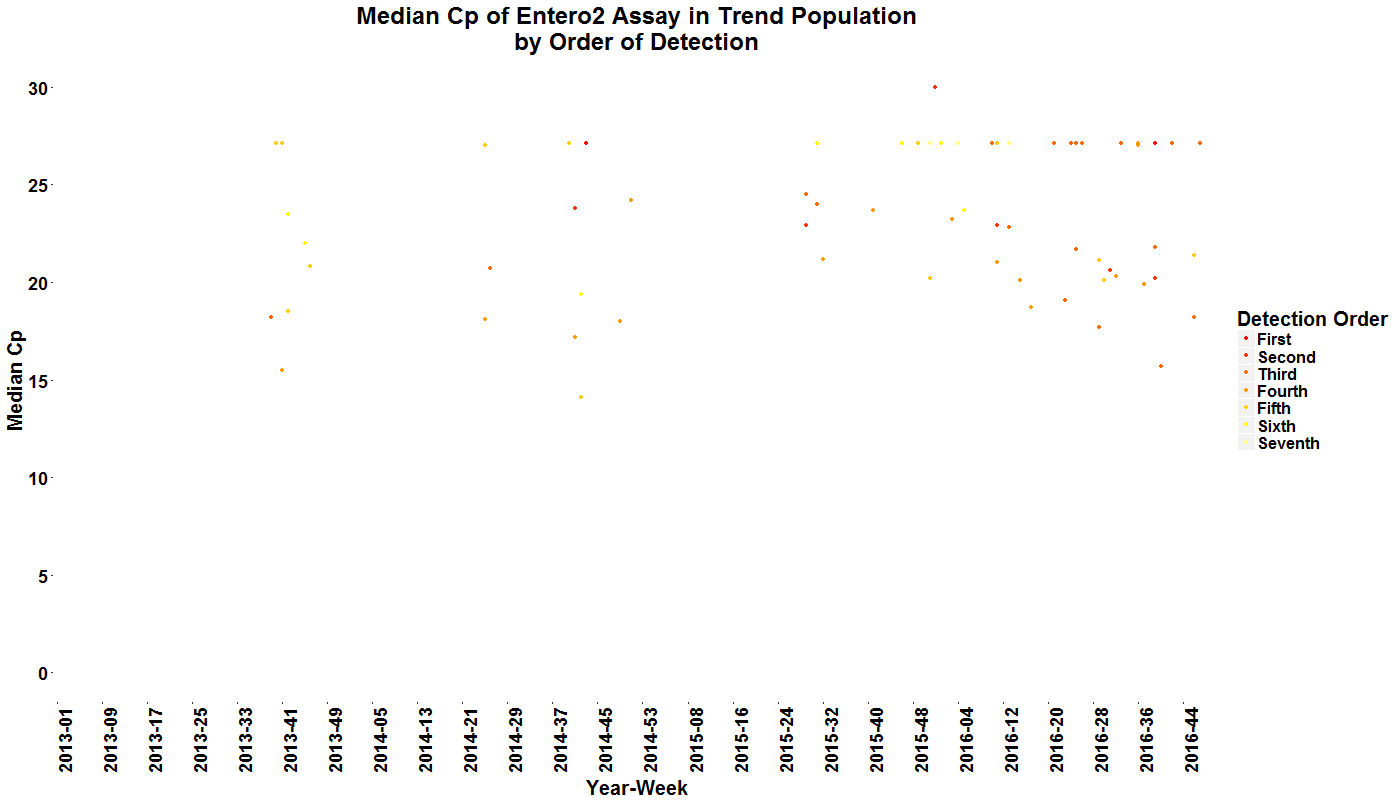 Median Cp of Entero2 Assay in Trend Population
by Order of Detection
30
25
20
15
10
5
0
Median Cp
2013-01
2013-09
2013-17
2013-25
2013-33
2013-41
2013-49
2014-05
2014-13
2014-21
2014-29
2014-37
2014-45
2014-53
2015-08
2015-16
2015-24
2015-32
2015-40
2015-48
2016-04
2016-12
2016-20
2016-28
2016-36
2016-44
Year-Week
Detection Order
First
Second
Third
Fourth
Fifth
Sixth
Seventh